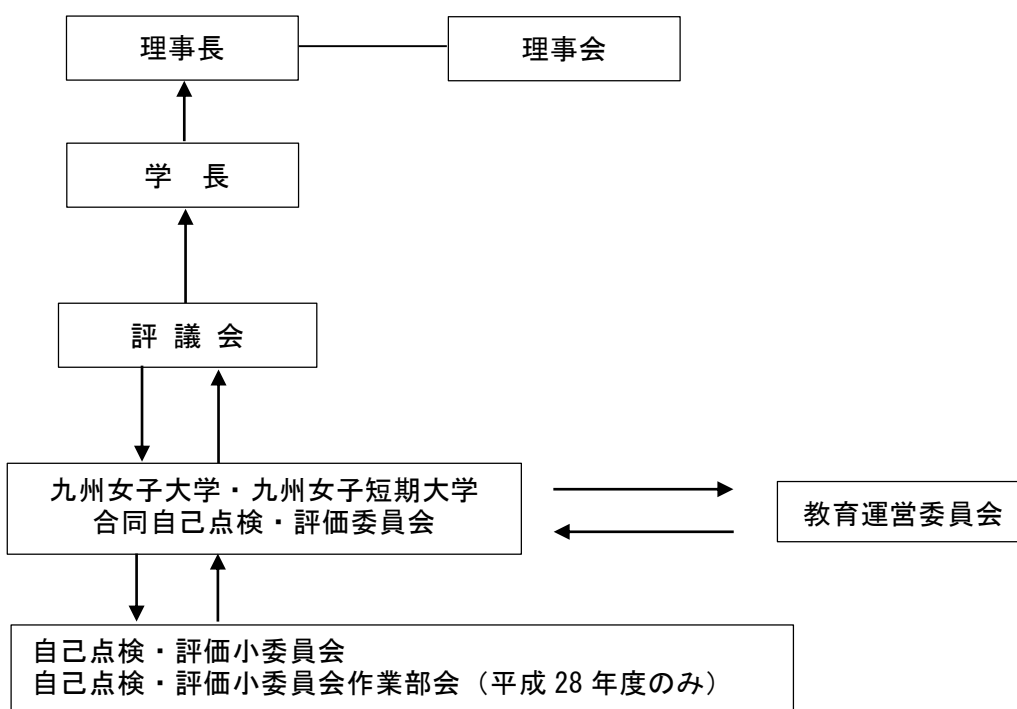 理事長
理事会
学　長
評 議 会
九州女子大学・九州女子短期大学
合同自己点検・評価委員会
教育運営委員会
自己点検・評価小委員会
自己点検・評価小委員会作業部会（平成 28 年度のみ）